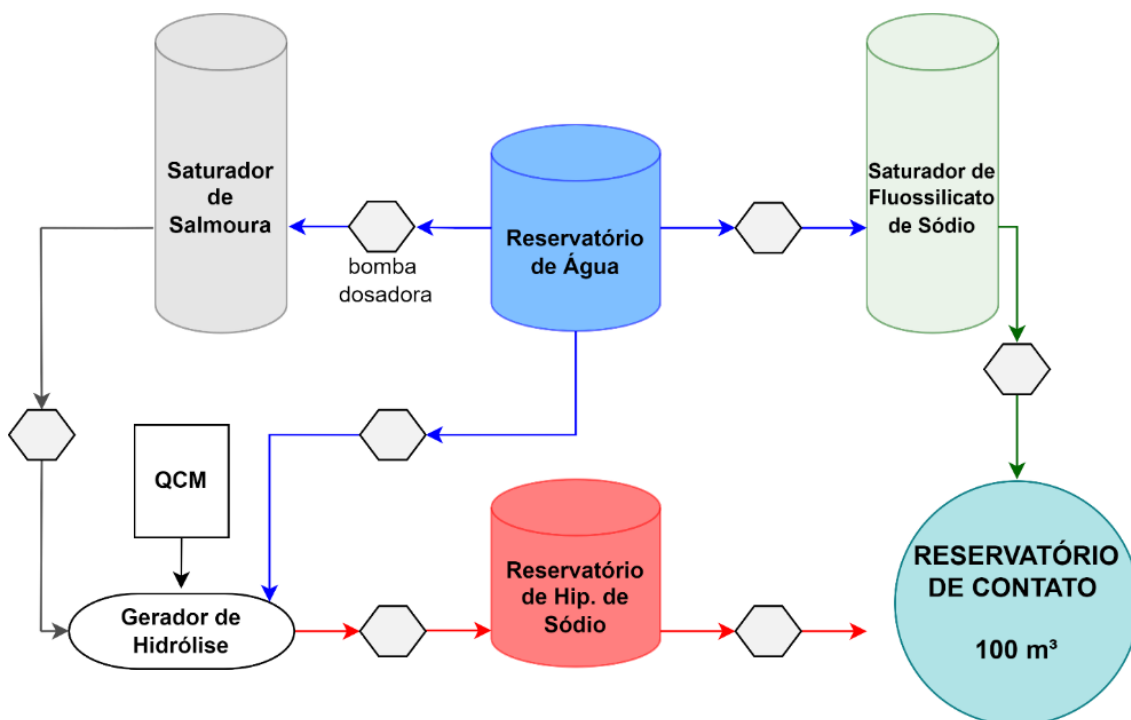 Saturador
de
Salmoura
bomba
dosadora
Reservatório
de Água
Saturador de
Fluossilicato
de Sódio
QCM
Gerador de
Hidrólise
Reservatório
de Hip. de
Sódio
RESERVATÓRIO
DE CONTATO
100 m³